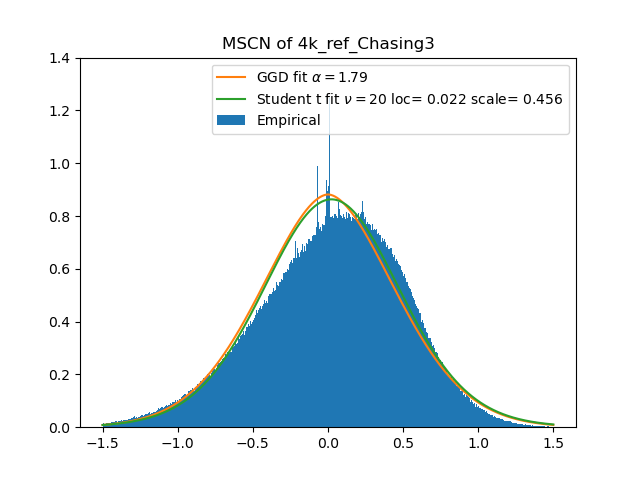 MSCN of 4k_ref_Chasing3
GGD fit α = 1.79
Student t fit ν = 20 loc= 0.022 scale= 0.456
Empirical
1.4
1.2
1.0
0.8
0.6
0.4
0.2
0.0
−1.5 −1.0 −0.5 0.0 0.5 1.0 1.5